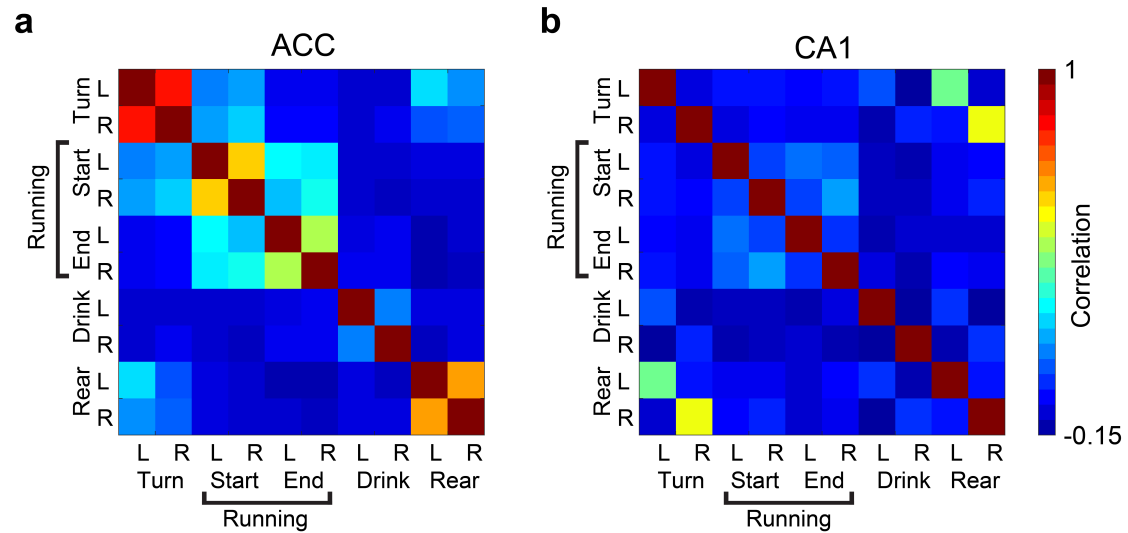 a
ACC
Turn
L
R
Running
Start
L
R
End
L
R
Drink
L
R
Rear
L
R
L R L R L R L R L R
Turn Start End Drink Rear
Running
b
CA1
Turn
L
R
Running
Start
L
R
End
L
R
Drink
L
R
Rear
L
R
L R L R L R L R L R
Turn Start End Drink Rear
Running
1
Correlation
-0.15